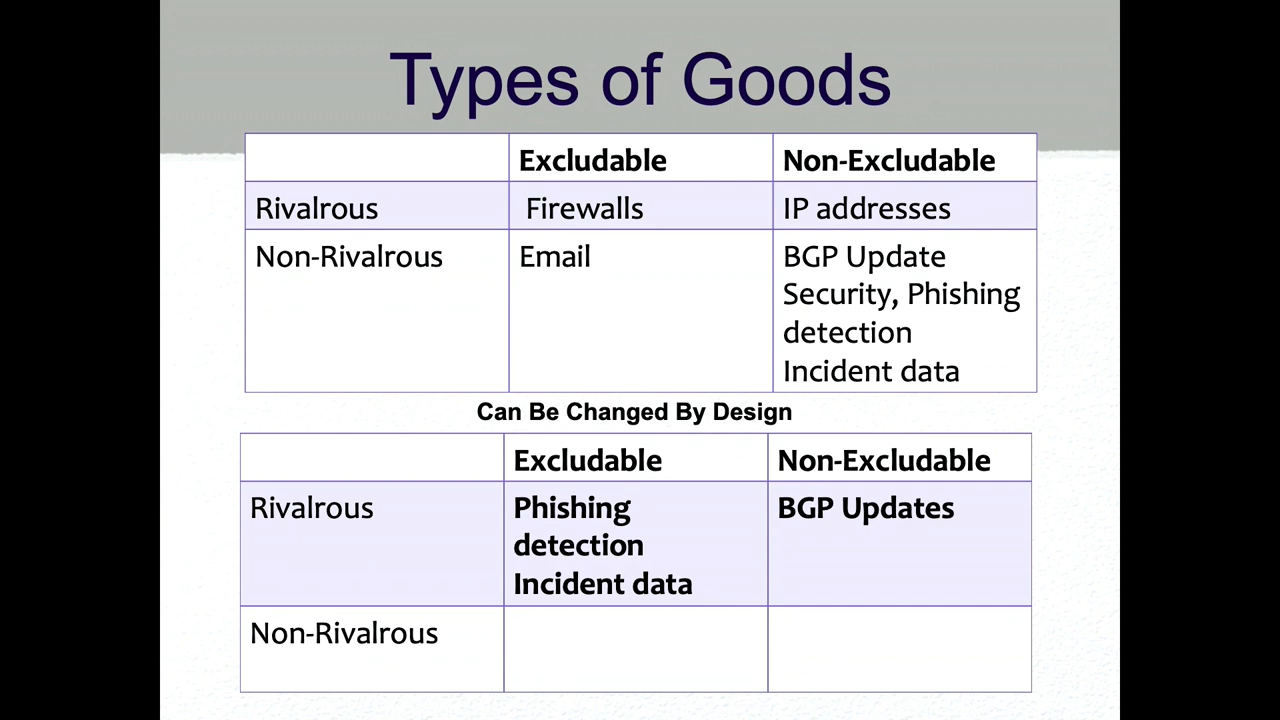 Types of Goods
Excludable Non-Excludable
Rivalrous Firewalls IP addresses
Non-Rivalrous Email BGP Update
Security, Phishing
detection
Incident data
Can Be Changed By Design
Excludable Non-Excludable
Rivalrous Phishing BGP Updates
detection
Incident data
Non-Rivalrous